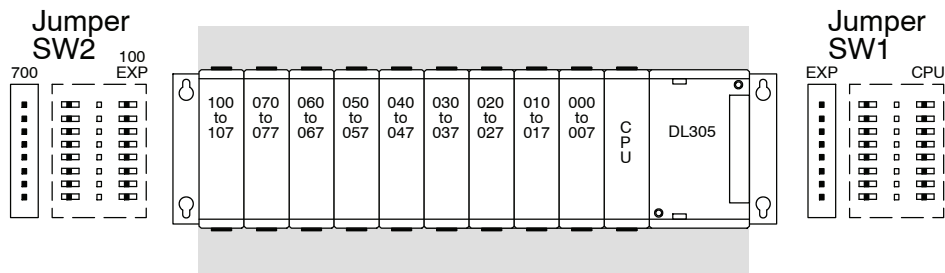 Jumper
SW2
700
100
EXP
100
to
107
070
to
077
060
to
067
050
to
057
040
to
047
030
to
037
020
to
027
010
to
017
000
to
007
C
P
U
DL305
Jumper
SW1
EXP
CPU